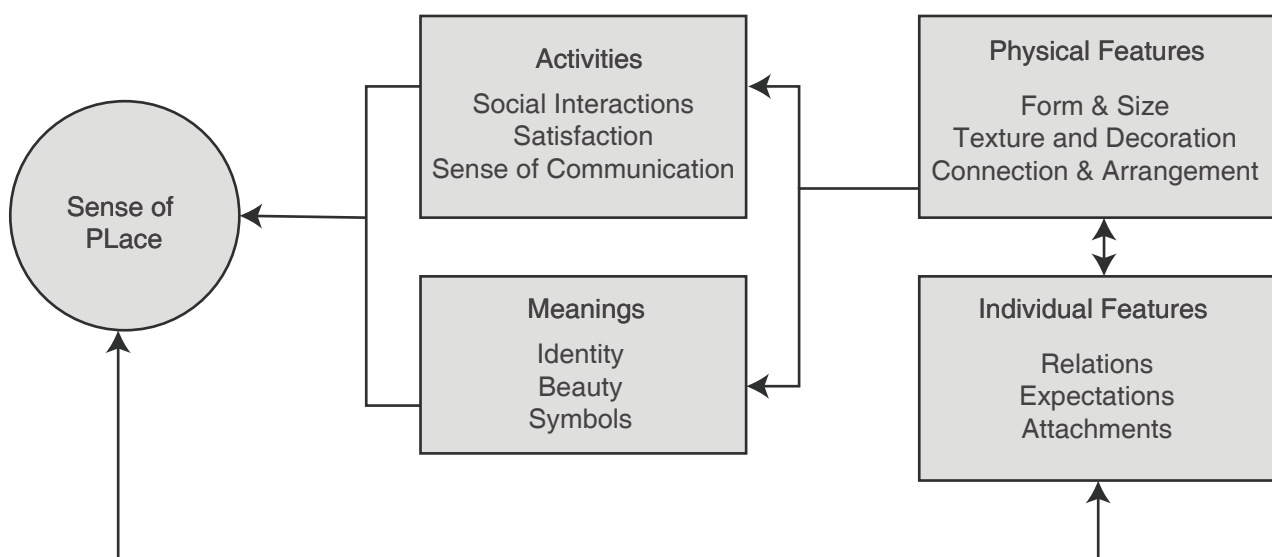 Sense of
PLace
Activities
Social Interactions
Satisfaction
Sense of Communication
Meanings
Identity
Beauty
Symbols
Physical Features
Form & Size
Texture and Decoration
Connection & Arrangement
Individual Features
Relations
Expectations
Attachments